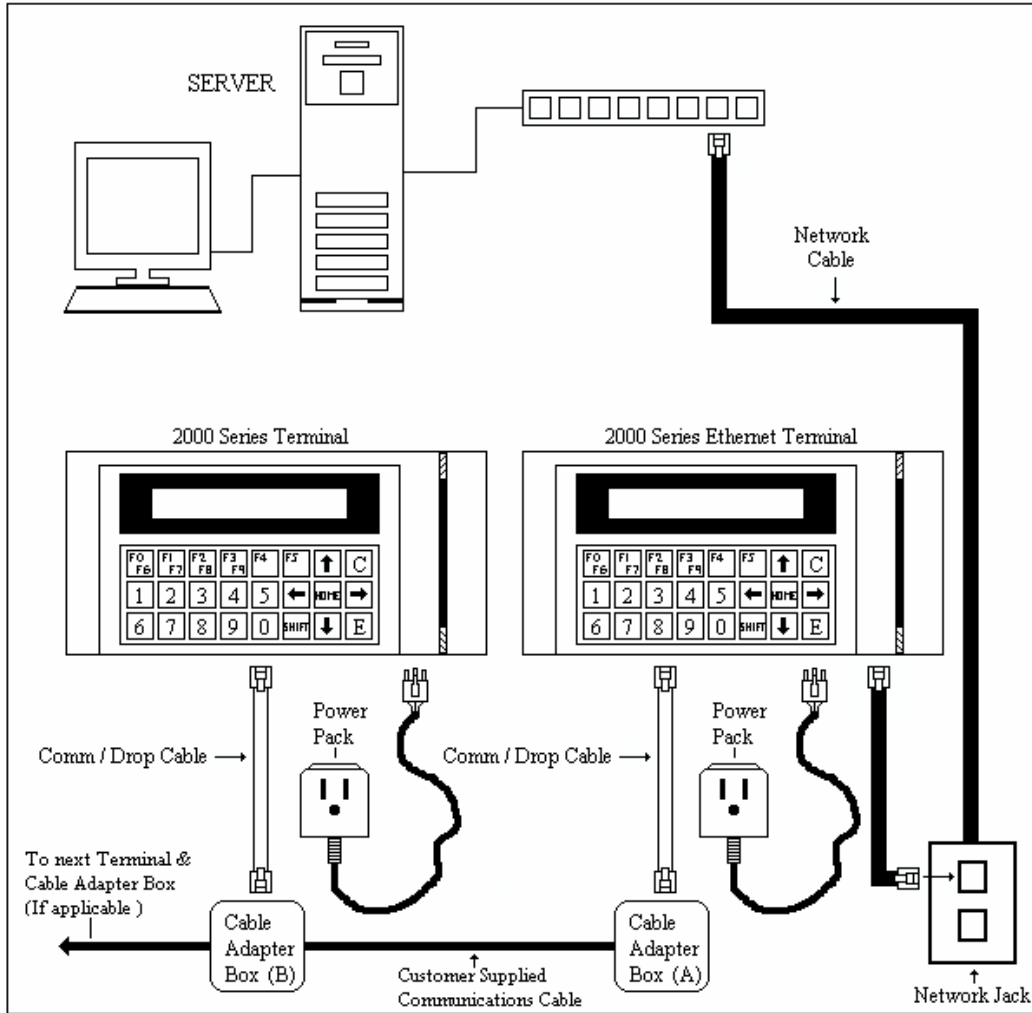 SERVER
Network
Cable
2000 Series Terminal
2000 Series Ethernet Terminal
F0 F6 F1 F7 F2 F8 F3 F9 F4 F5 C
1 2 3 4 5 HOME
6 7 8 9 0 SHIFT E
F0 F6 F1 F7 F2 F8 F3 F9 F4 F5 C
1 2 3 4 5 HOME
6 7 8 9 0 SHIFT E
Comm / Drop Cable
Power
Pack
Comm / Drop Cable
Power
Pack
To next Terminal &
Cable Adapter Box
(If applicable )
Cable
Adapter
Box (B)
Customer Supplied
Communications Cable
Cable
Adapter
Box (A)
Network Jack